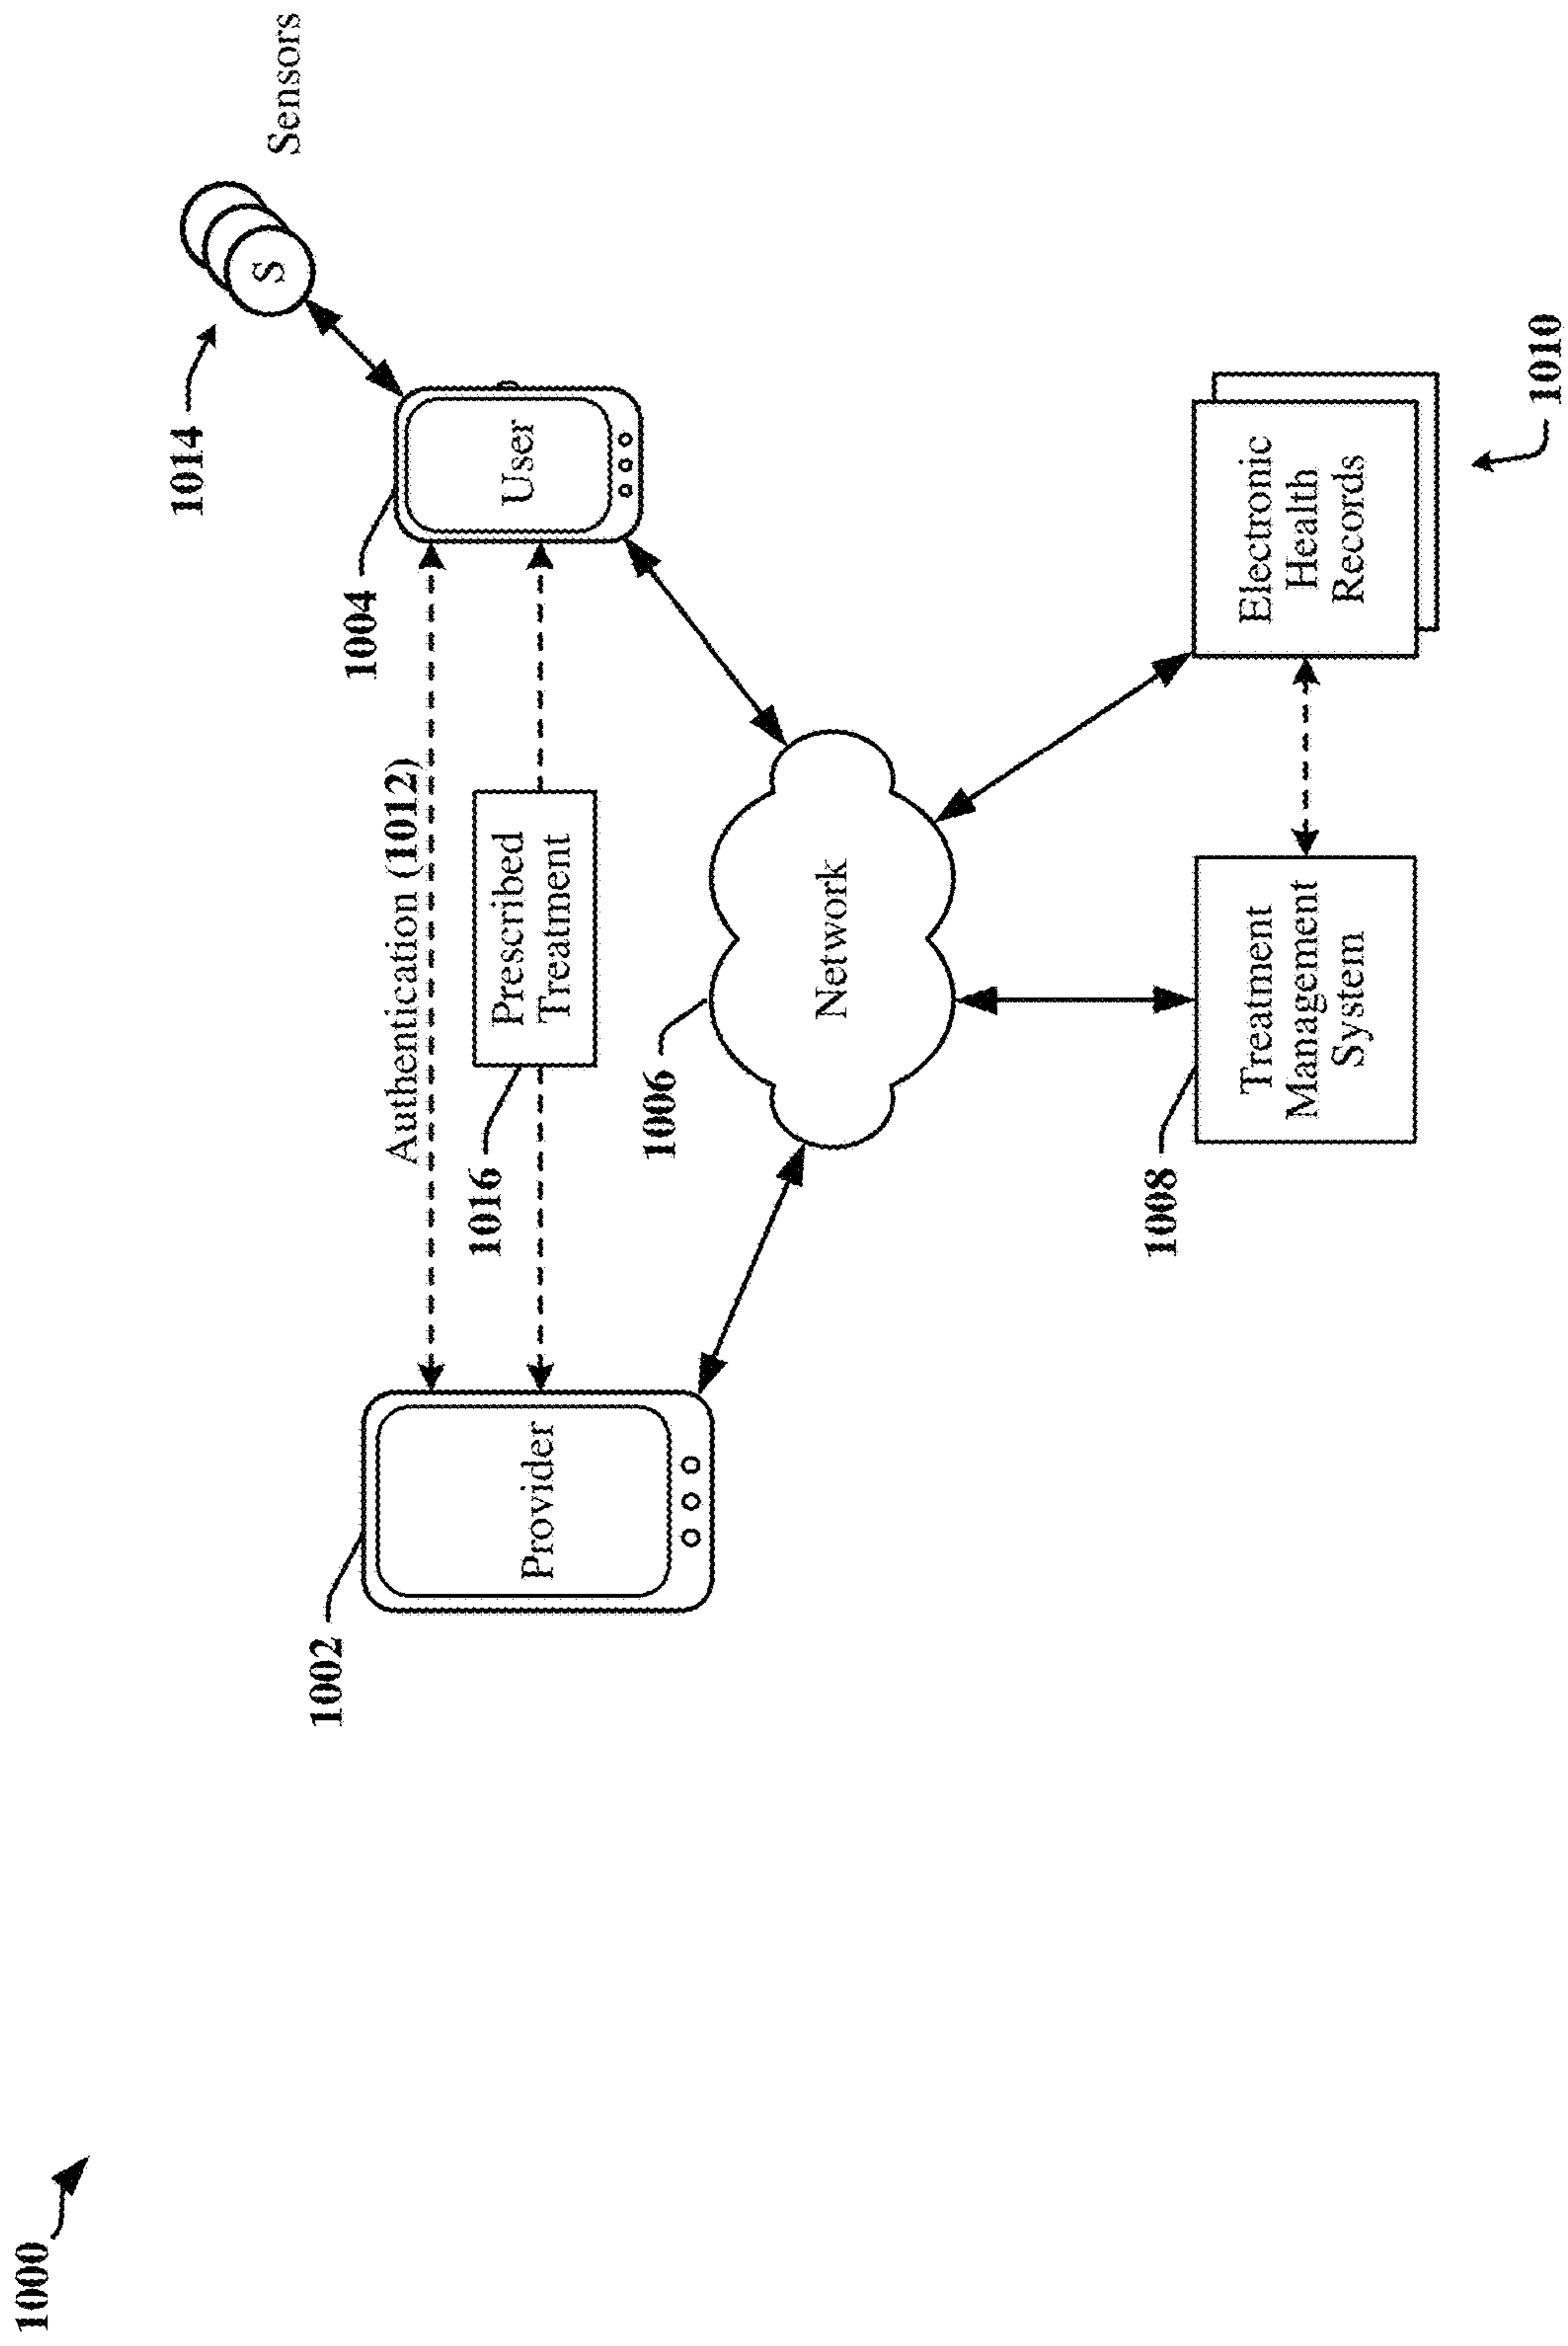 1000
1014
Sensors
S
1004
User
Authentication (1012)
1002
Provider
1016
Prescribed
Treatment
1006
Network
1008
Treatment
Management
System
Electronic
Health
Records
1010